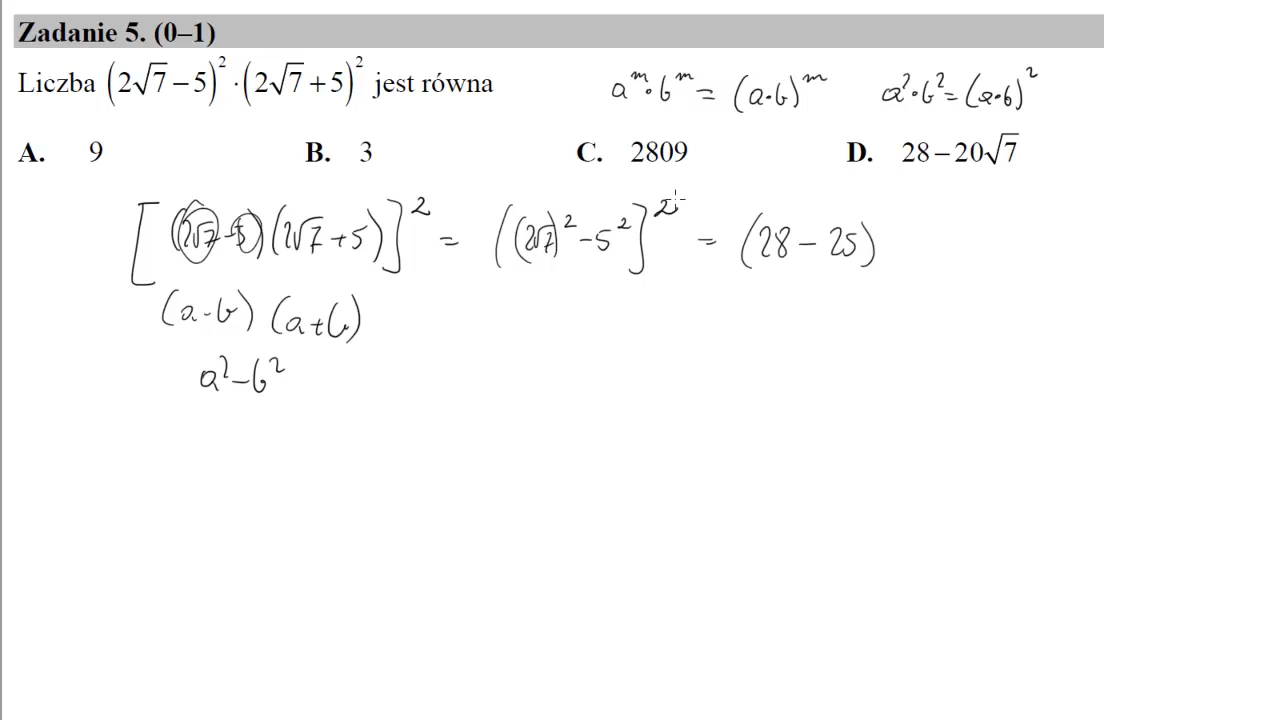 Zadanie 5. (0–1)
Liczba (2√7 – 5)² · (2√7 + 5)² jest równa
aᵐ · bᵐ = (a·b)ᵐ a² · b² = (a·b)²
A. 9 B. 3 C. 2809 D. 28 – 20√7
[(2√7 – 5)(2√7 + 5)]² = ((2√7)² – 5²]² = (28 – 25)
(a – b) (a + b)
a² – b²